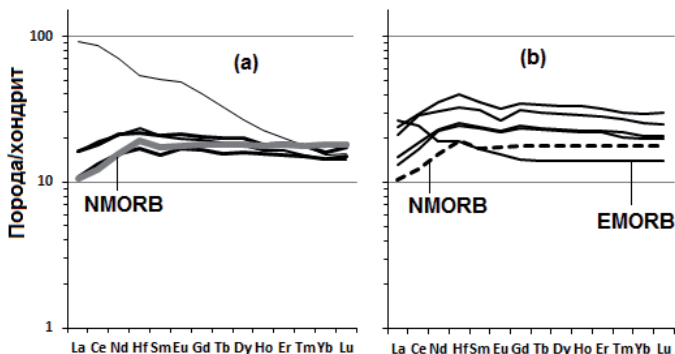 Порода/хондрит
100
10
1
(a)
NMORB
La Ce Nd Hf Sm Eu Gd Tb Dy Ho Er Tm Yb Lu
(b)
NMORB
EMORB
La Ce Nd Hf Sm Eu Gd Tb Dy Ho Er Tm Yb Lu